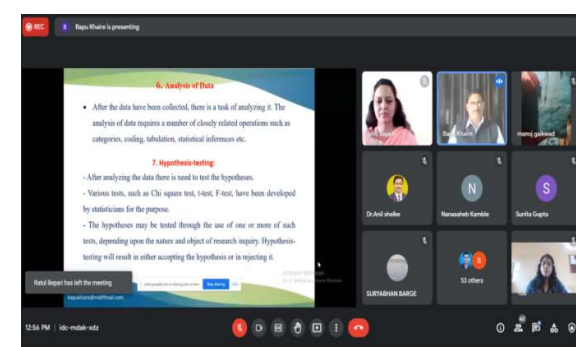 REC
Bapu Khaire is presenting
6. Analysis of Data
• After the data have been collected, there is a task of analyzing it. The
analysis of data requires a number of closely related operations such as
categories, coding, tabulation, statistical inferences etc.
7. Hypothesis-testing:
- After analyzing the data there is need to test the hypotheses.
- Various tests, such as Chi square test, t-test, F-test, have been developed
by statisticians for the purpose.
- The hypotheses may be tested through the use of one or more of such
tests, depending upon the nature and object of research inquiry. Hypothesis-
testing will result in either accepting the hypothesis or in rejecting it.
Ratul Bepari has left the meeting
Stop sharing
12:56 PM | idc-mdak-xdz
Bapu Khaire
manoj gaikwad
Dr.Anil shelke
N
Nanasaheb Kamble
S
Sunita Gupta
SURYABHAN BARGE
S
53 others
62